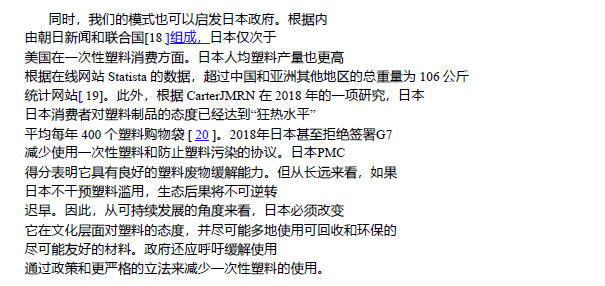 同时，我们的模式也可以启发日本政府。根据内
由朝日新闻和联合国[18 ]组成，日本仅次于
美国在一次性塑料消费方面。日本人均塑料产量也更高
根据在线网站 Statista 的数据，超过中国和亚洲其他地区的总重量为 106 公斤
统计网站[ 19]。此外，根据 CarterJMRN 在 2018 年的一项研究，日本
日本消费者对塑料制品的态度已经达到“狂热水平”
平均每年 400 个塑料购物袋 [ 20 ]。2018年日本甚至拒绝签署G7
减少使用一次性塑料和防止塑料污染的协议。日本PMC
得分表明它具有良好的塑料废物缓解能力。但从长远来看，如果
日本不干预塑料滥用，生态后果将不可逆转
迟早。因此，从可持续发展的角度来看，日本必须改变
它在文化层面对塑料的态度，并尽可能多地使用可回收和环保的
尽可能友好的材料。政府还应呼吁缓解使用
通过政策和更严格的立法来减少一次性塑料的使用。